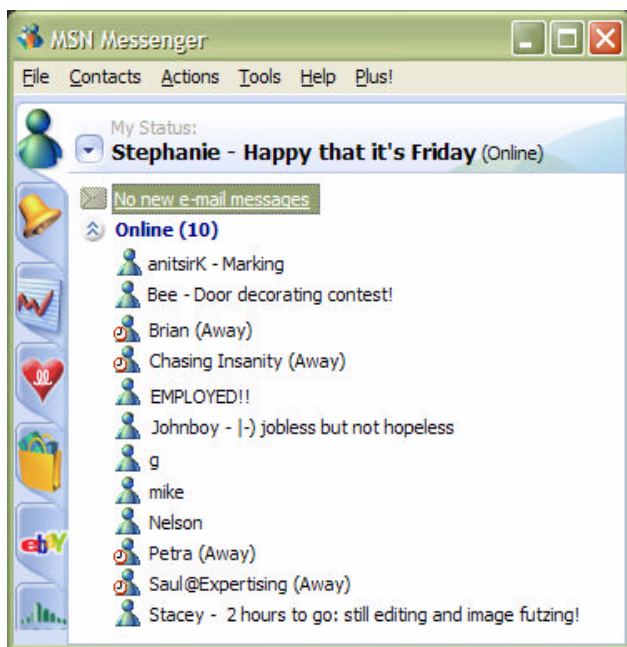 MSN Messenger
File Contacts Actions Tools Help Plus!
My Status:
Stephanie - Happy that it's Friday (Online)
No new e-mail messages
Online (10)
anitsirK - Marking
Bee - Door decorating contest!
Brian (Away)
Chasing Insanity (Away)
EMPLOYED!!
Johnboy - |-) jobless but not hopeless
g
mike
Nelson
Petra (Away)
Saul@Expertising (Away)
Stacey - 2 hours to go: still editing and image futzing!
ebY